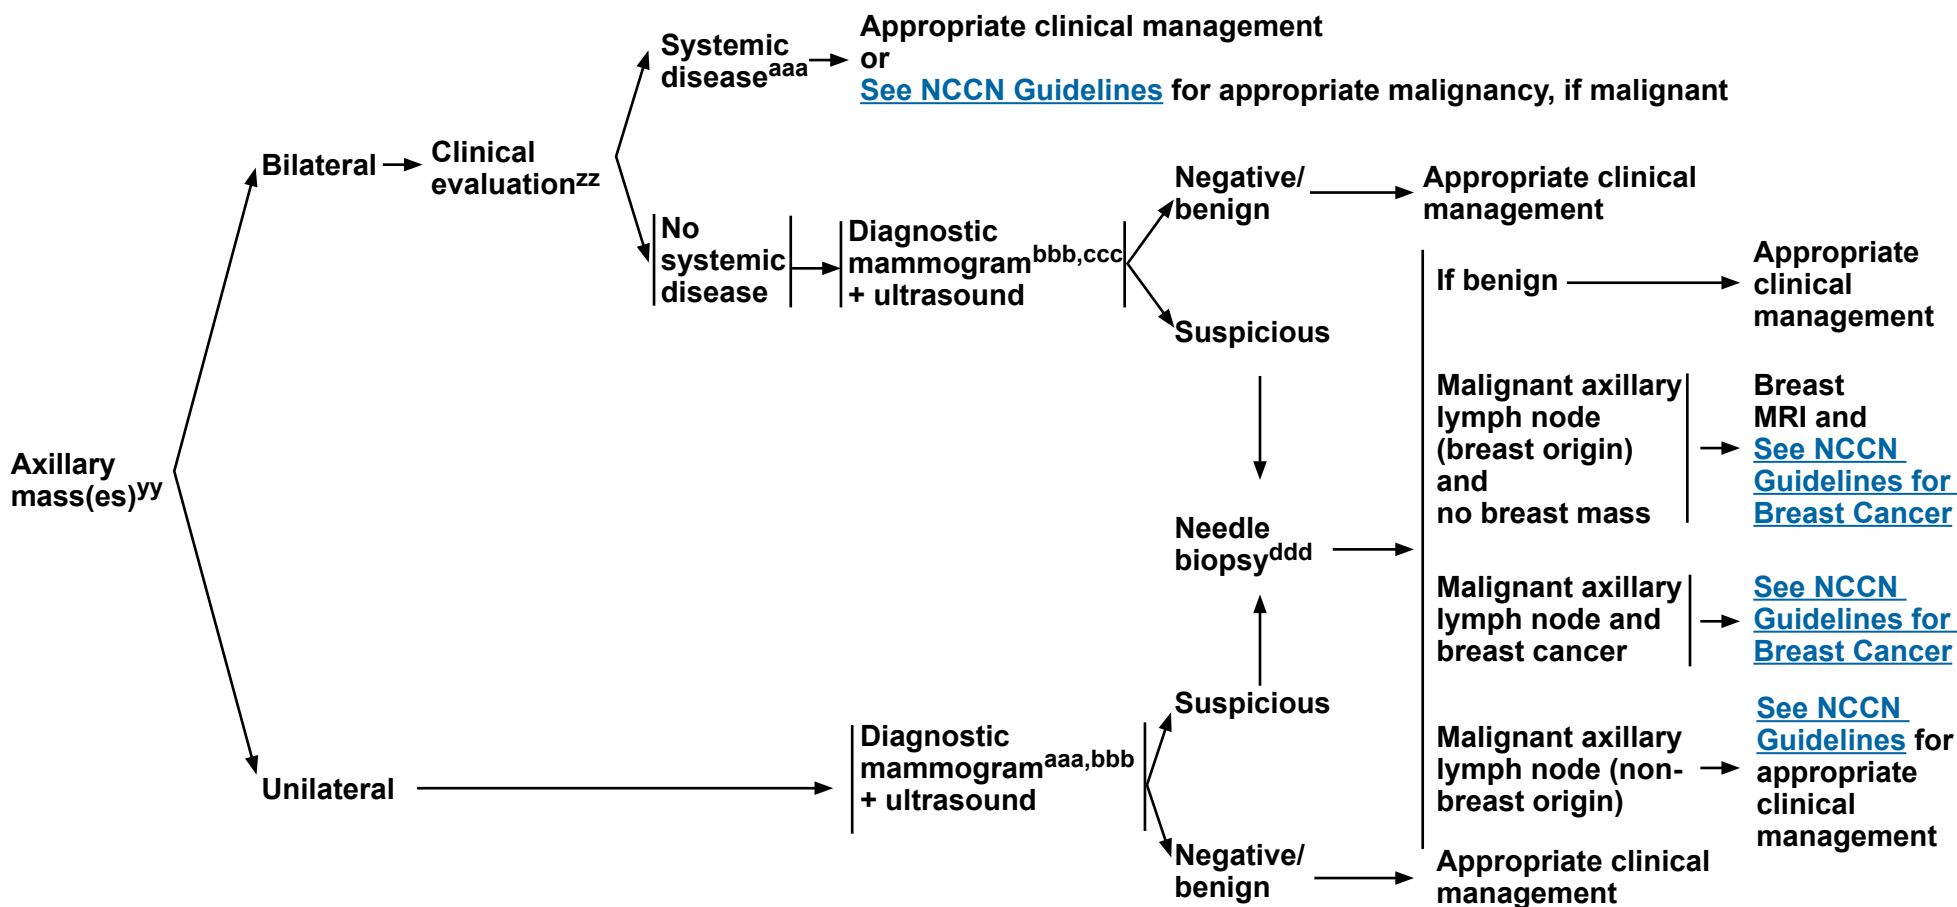 Axillary
mass(es)yy
Bilateral
Clinical
evaluationzz
Systemic
diseaseaaa
Appropriate clinical management
or
See NCCN Guidelines for appropriate malignancy, if malignant
No
systemic
disease
Diagnostic
mammogrambbb,ccc
+ ultrasound
Negative/
benign
Appropriate clinical
management
Suspicious
Needle
biopsyddd
If benign
Appropriate
clinical
management
Malignant axillary
lymph node
(breast origin)
and
no breast mass
Breast
MRI and
See NCCN
Guidelines for
Breast Cancer
Malignant axillary
lymph node and
breast cancer
See NCCN
Guidelines for
Breast Cancer
Malignant axillary
lymph node (non-
breast origin)
See NCCN
Guidelines for
appropriate
clinical
management
Unilateral
Diagnostic
mammogramaaa,bbb
+ ultrasound
Suspicious
Negative/
benign
Appropriate clinical
management